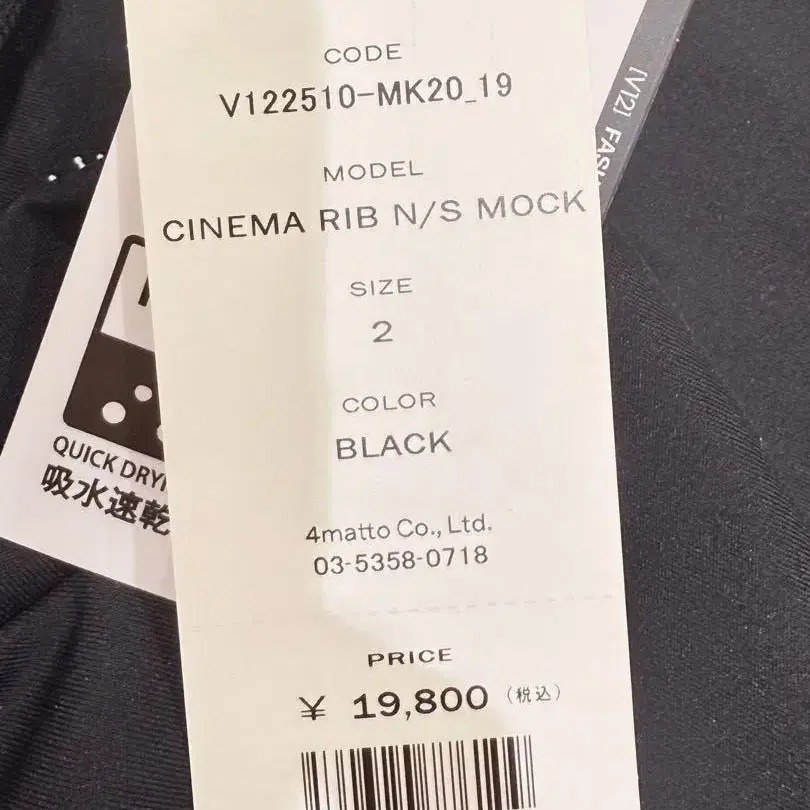 CODE
V122510-MK20_19
MODEL
CINEMA RIB N/S MOCK
SIZE
2
COLOR
BLACK
4matto Co., Ltd.
03-5358-0718
PRICE
¥ 19,800 (税込)
[V12]
QUICK
吸水速乾